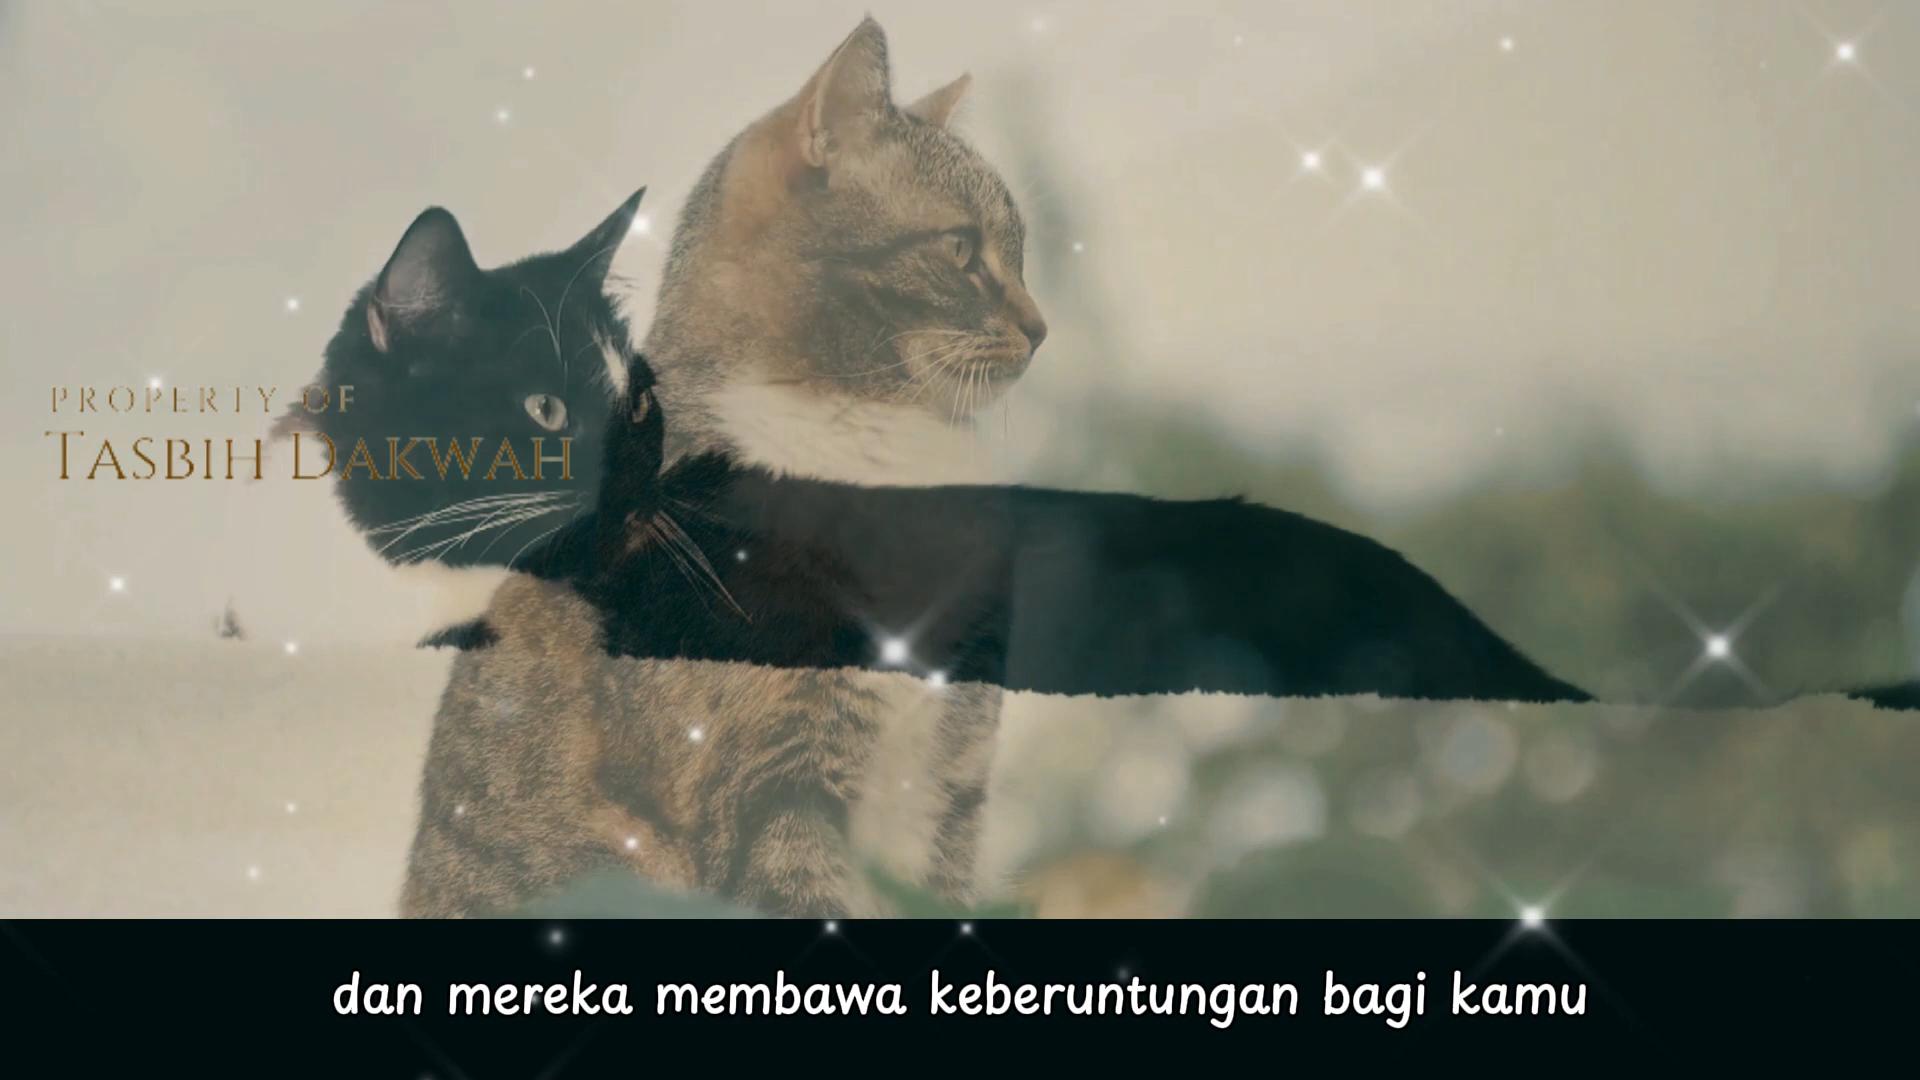 PROPERTY OF
TASBIH DAKWAH
dan mereka membawa keberuntungan bagi kamu